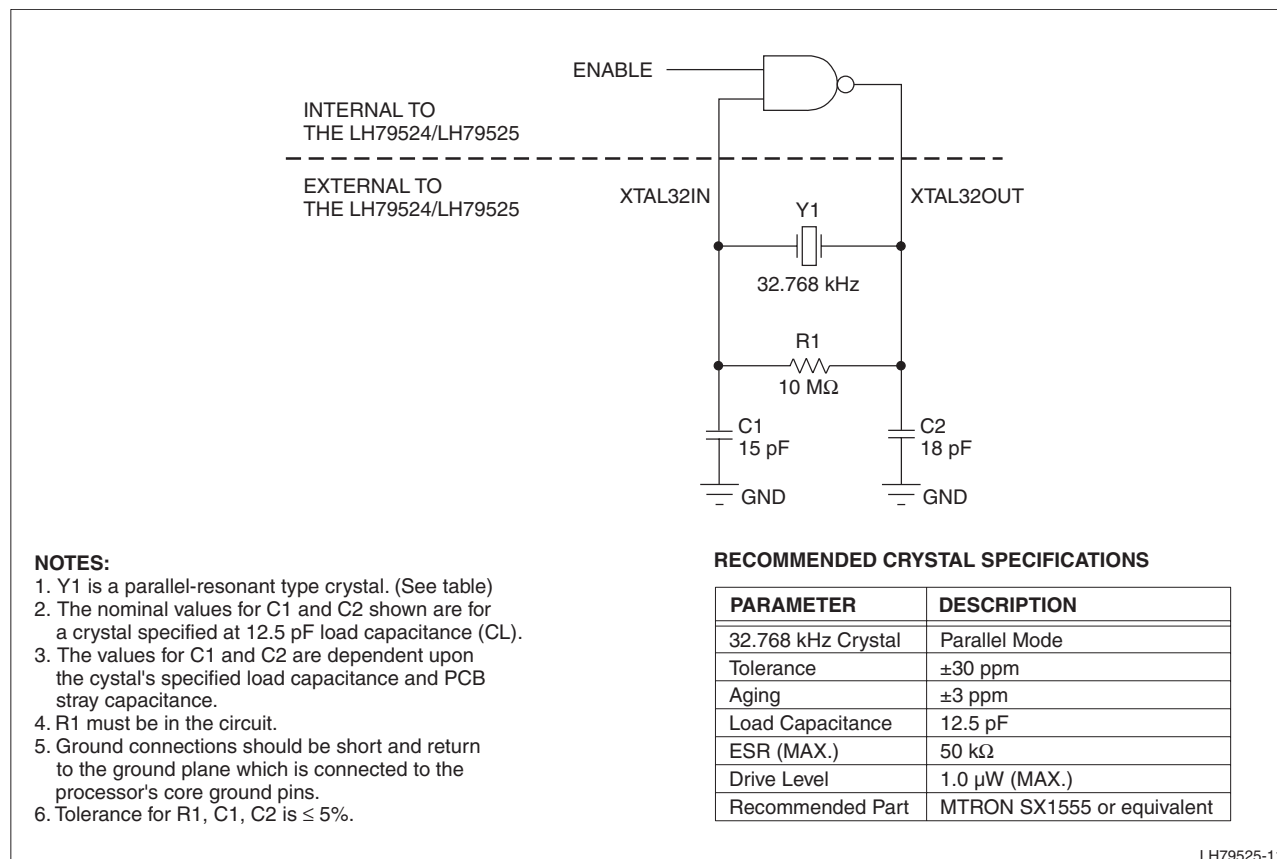 ENABLE
INTERNAL TO
THE LH79524/LH79525
EXTERNAL TO
THE LH79524/LH79525
XTAL32IN
XTAL32OUT
Y1
32.768 kHz
R1
10 MΩ
C1
15 pF
C2
18 pF
GND
GND
NOTES:
1. Y1 is a parallel-resonant type crystal. (See table)
2. The nominal values for C1 and C2 shown are for
a crystal specified at 12.5 pF load capacitance (CL).
3. The values for C1 and C2 are dependent upon
the cystal's specified load capacitance and PCB
stray capacitance.
4. R1 must be in the circuit.
5. Ground connections should be short and return
to the ground plane which is connected to the
processor's core ground pins.
6. Tolerance for R1, C1, C2 is ≤ 5%.
RECOMMENDED CRYSTAL SPECIFICATIONS
PARAMETER DESCRIPTION
32.768 kHz Crystal Parallel Mode
Tolerance ±30 ppm
Aging ±3 ppm
Load Capacitance 12.5 pF
ESR (MAX.) 50 kΩ
Drive Level 1.0 µW (MAX.)
Recommended Part MTRON SX1555 or equivalent